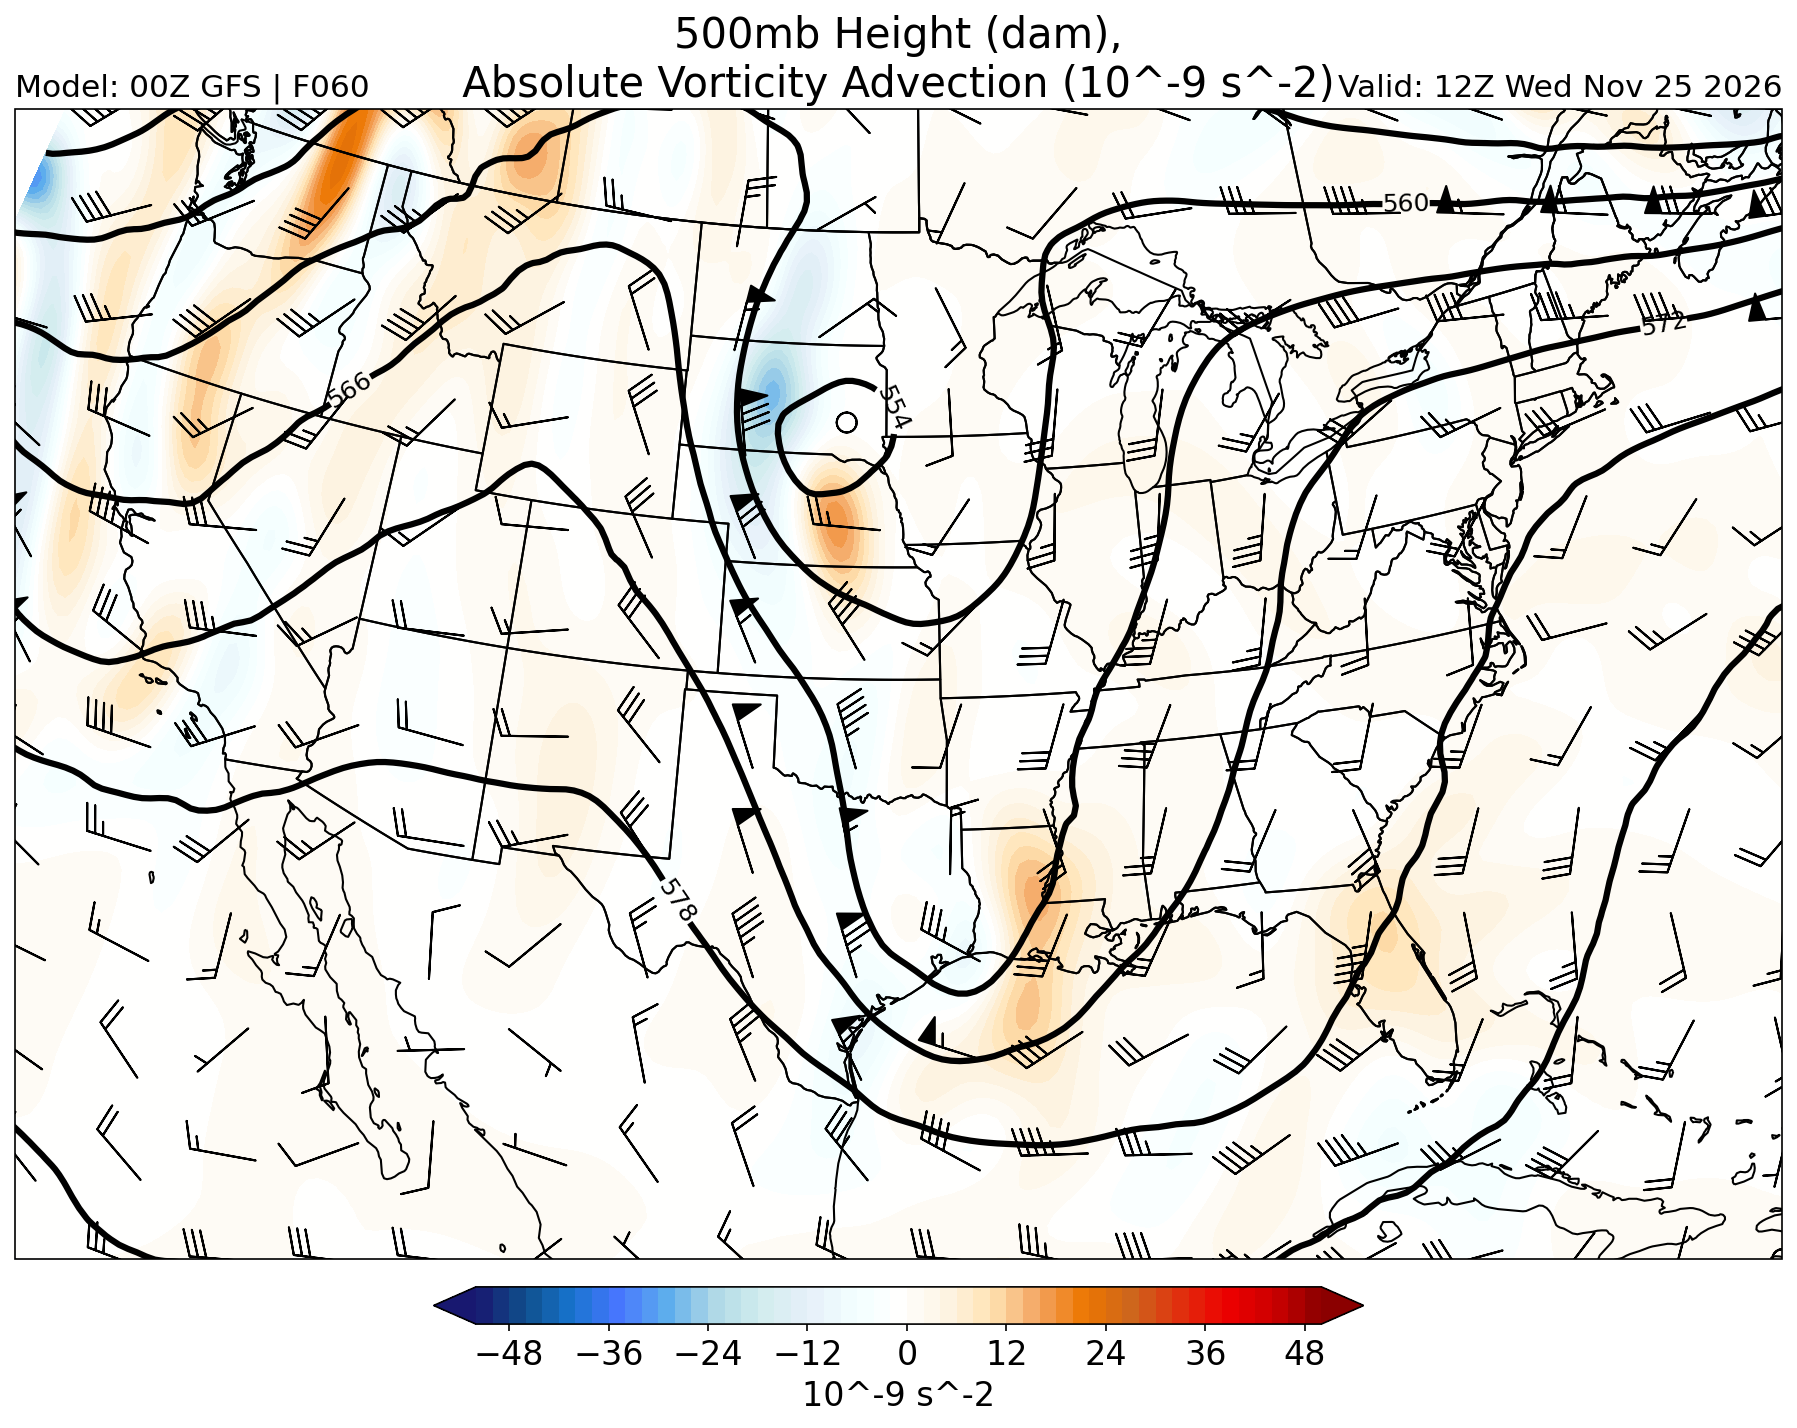 500mb Height (dam),
Model: 00Z GFS | F060
Absolute Vorticity Advection (10^-9 s^-2)
Valid: 12Z Wed Nov 25 2026
560
572
566
554
578
−48 −36 −24 −12 0 12 24 36 48
10^-9 s^-2